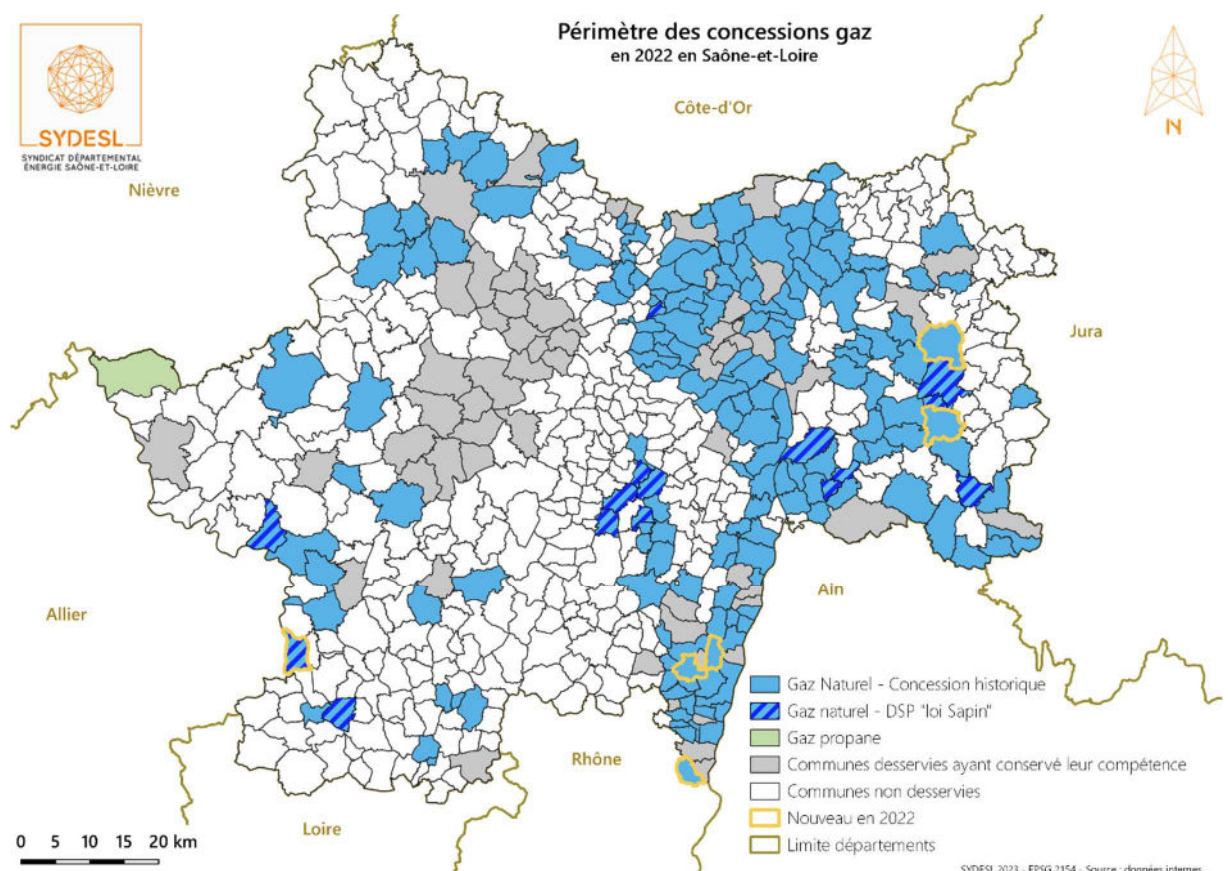 Périmètre des concessions gaz
en 2022 en Saône-et-Loire
SYDESL
SYNDICAT DÉPARTEMENTAL
ÉNERGIE SAÔNE-ET-LOIRE
Côte-d'Or
N
Nièvre
Jura
Allier
Ain
Rhône
Loire
Gaz Naturel - Concession historique
Gaz naturel - DSP "loi Sapin"
Gaz propane
Communes desservies ayant conservé leur compétence
Communes non desservies
Nouveau en 2022
Limite départements
0 5 10 15 20 km
SYDESL 2023 - EPSG 2154 - Source : données internes